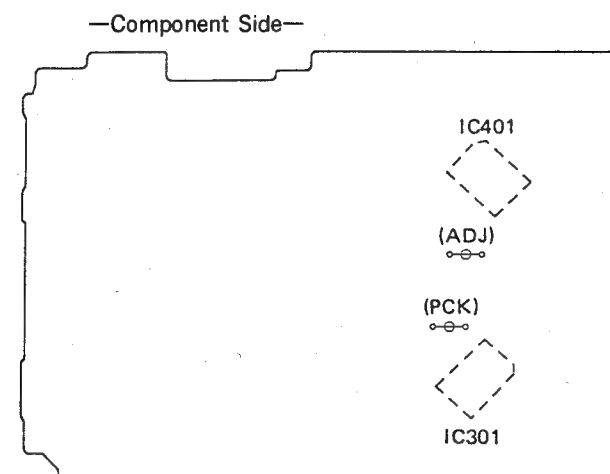 —Component Side—
IC401
(ADJ)
(PCK)
IC301